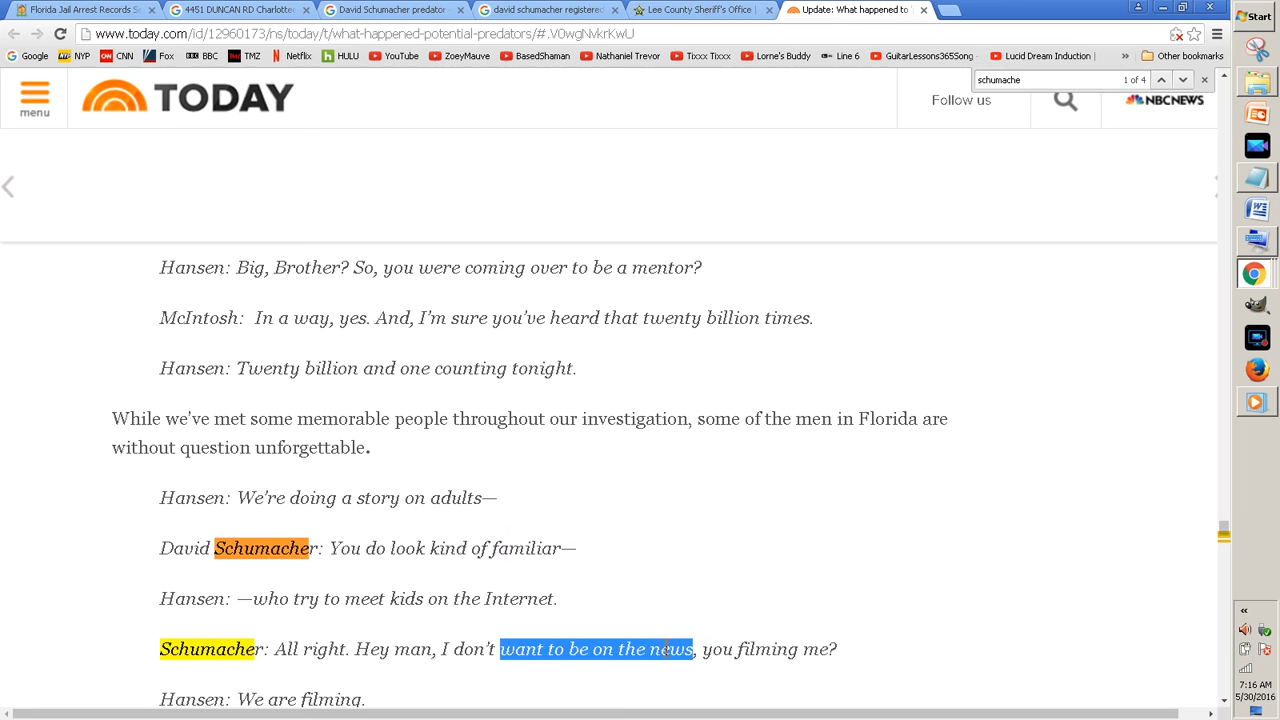 Florida Jail Arrest Records S
4451 DUNCAN RD Charlotte
David Schumacher predator
david schumacher registered
Lee County Sheriff's Office
Update: What happened to '
www.today.com/id/12960173/ns/today/t/what-happened-potential-predators/#.V0wgNvkrKwU
Google
NYP
CNN
Fox
BBC
TMZ
Netflix
HULU
YouTube
ZoeyMauve
BasedShaman
Nathaniel Trevor
Tixxx Tixxx
Lorne's Buddy
Line 6
GuitarLessons365Song
Lucid Dream Induction
»
Other bookmarks
schumache
1 of 4
menu
TODAY
Follow us
NBCNEWS
Hansen: Big, Brother? So, you were coming over to be a mentor?
McIntosh: In a way, yes. And, I'm sure you've heard that twenty billion times.
Hansen: Twenty billion and one counting tonight.
While we've met some memorable people throughout our investigation, some of the men in Florida are
without question unforgettable.
Hansen: We're doing a story on adults—
David Schumacher: You do look kind of familiar—
Hansen: —who try to meet kids on the Internet.
Schumacher: All right. Hey man, I don't want to be on the news, you filming me?
Hansen: We are filming.
Start
«
7:16 AM
5/30/2016